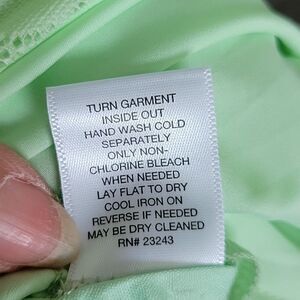 TURN GARMENT
INSIDE OUT
HAND WASH COLD
SEPARATELY
ONLY NON-
CHLORINE BLEACH
WHEN NEEDED
LAY FLAT TO DRY
COOL IRON ON
REVERSE IF NEEDED
MAY BE DRY CLEANED
RN# 23243